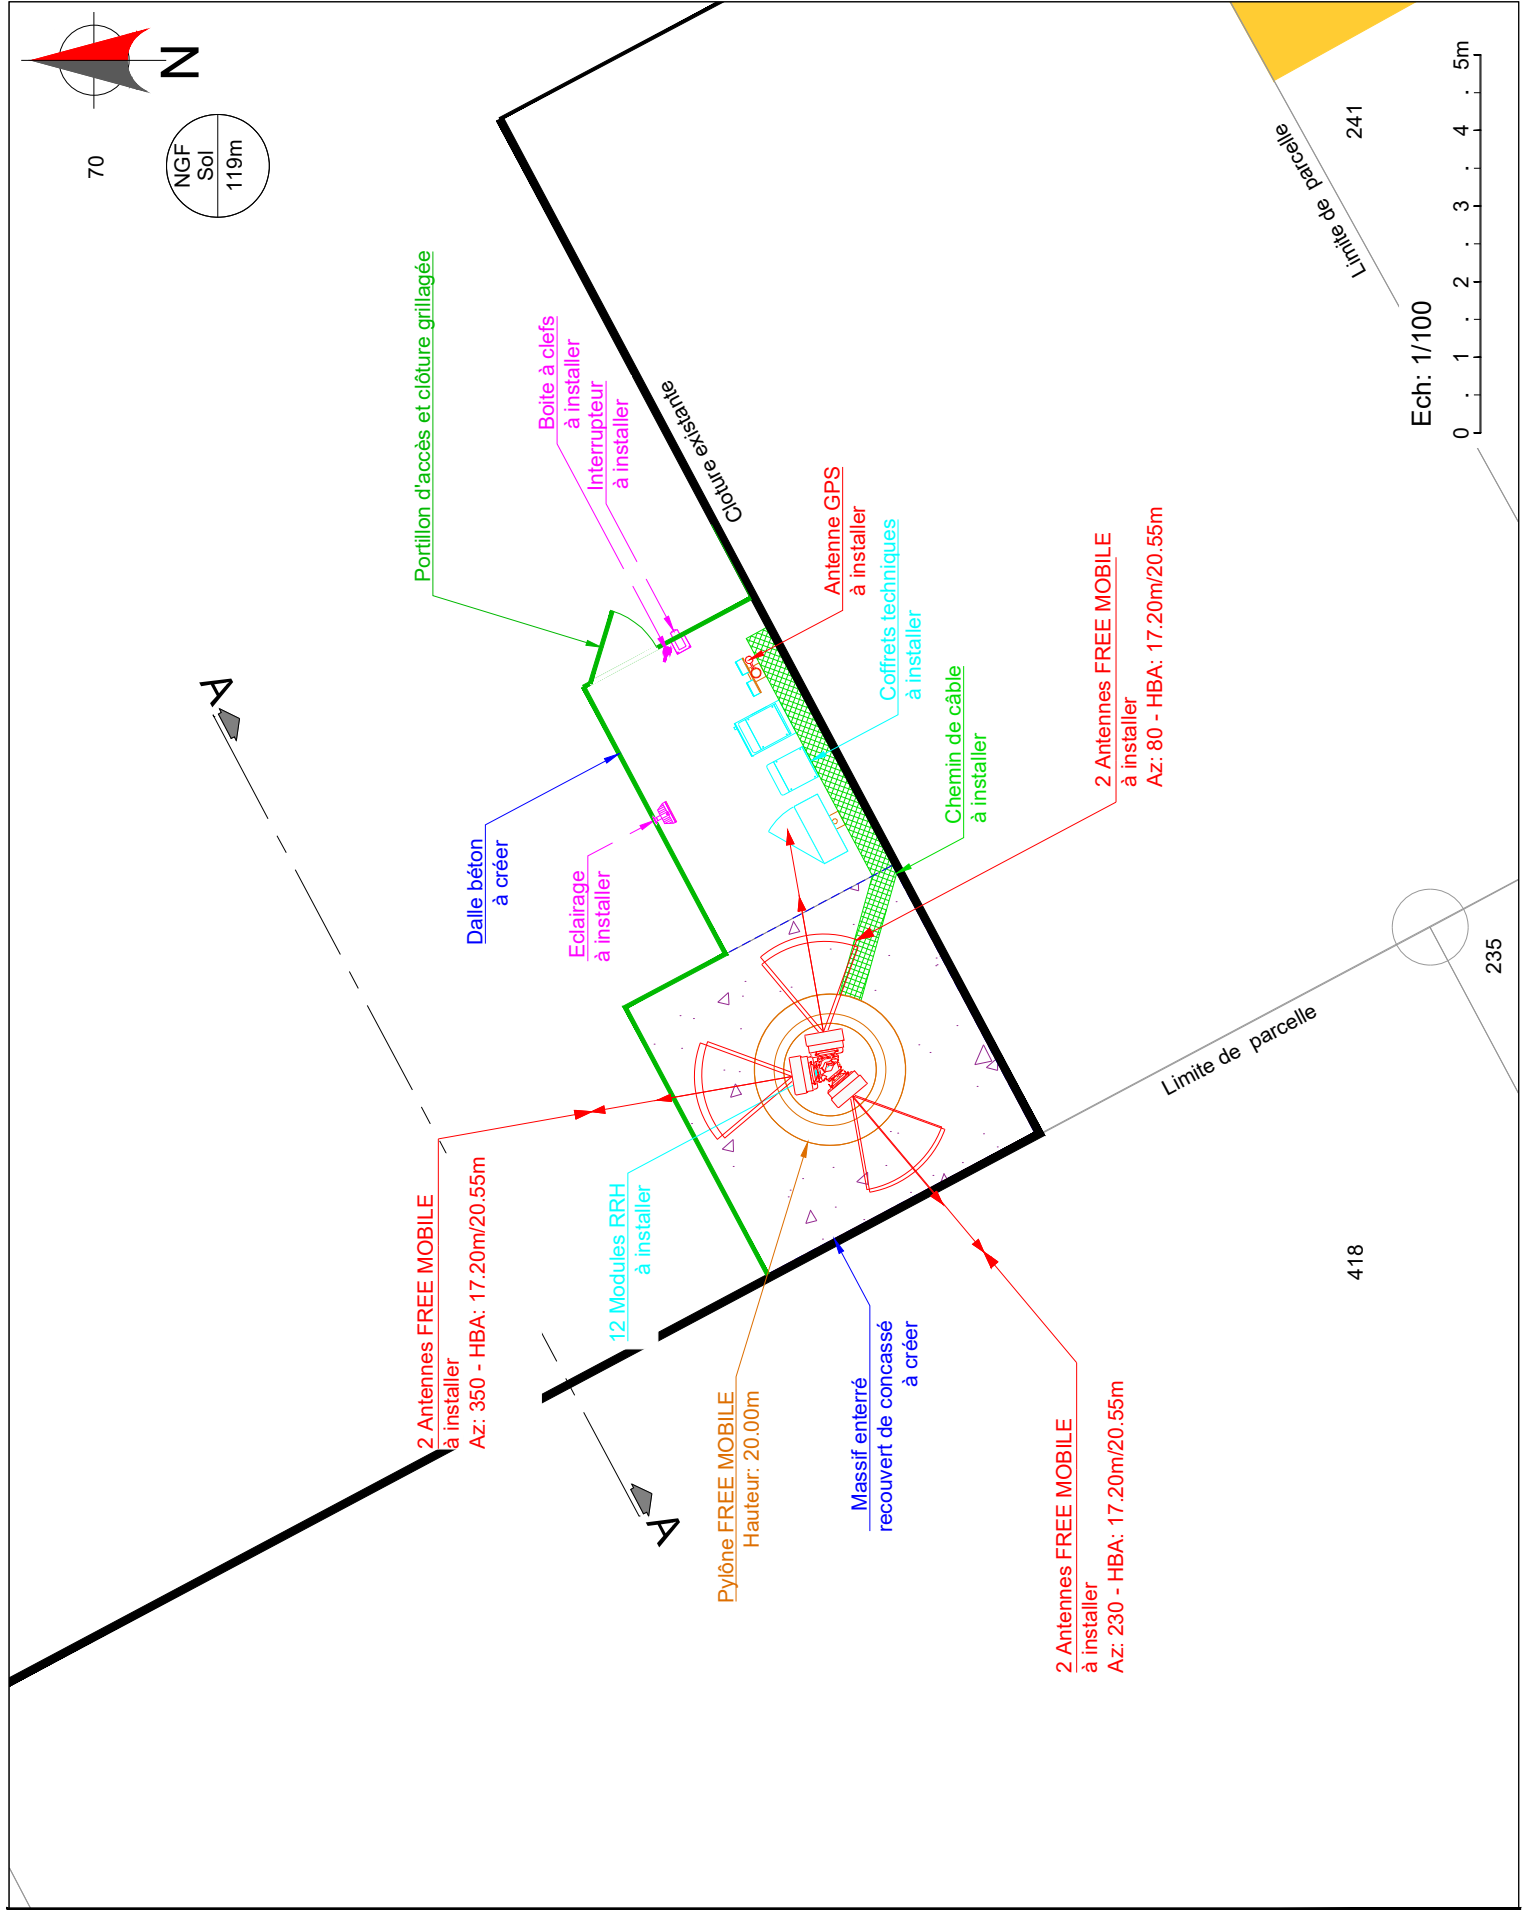 N
70
NGF
Sol
119m
Portillon d'accès et clôture grillagée
Boite à clefs
à installer
Interrupteur
à installer
Cloture existante
A
Dalle béton
à créer
Eclairage
à installer
Antenne GPS
à installer
Coffrets techniques
à installer
Chemin de câble
à installer
2 Antennes FREE MOBILE
à installer
Az: 80 - HBA: 17.20m/20.55m
2 Antennes FREE MOBILE
à installer
Az: 350 - HBA: 17.20m/20.55m
12 Modules RRH
à installer
A
Pylône FREE MOBILE
Hauteur: 20.00m
Massif enterré
recouvert de concassé
à créer
2 Antennes FREE MOBILE
à installer
Az: 230 - HBA: 17.20m/20.55m
Limite de parcelle
418
235
Limite de parcelle
241
Ech: 1/100
0 1 2 3 4 5m